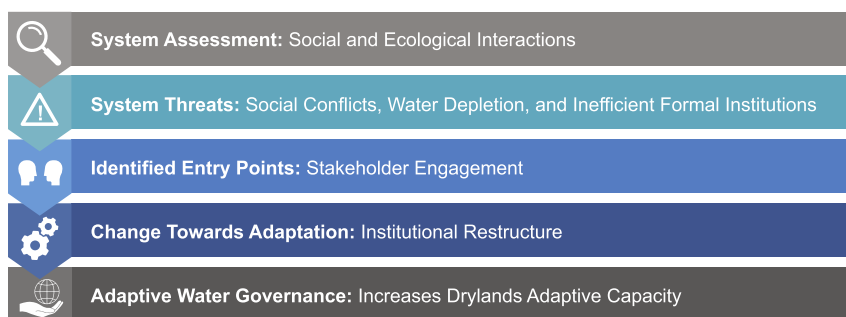 System Assessment: Social and Ecological Interactions
System Threats: Social Conflicts, Water Depletion, and Inefficient Formal Institutions
Identified Entry Points: Stakeholder Engagement
Change Towards Adaptation: Institutional Restructure
Adaptive Water Governance: Increases Drylands Adaptive Capacity